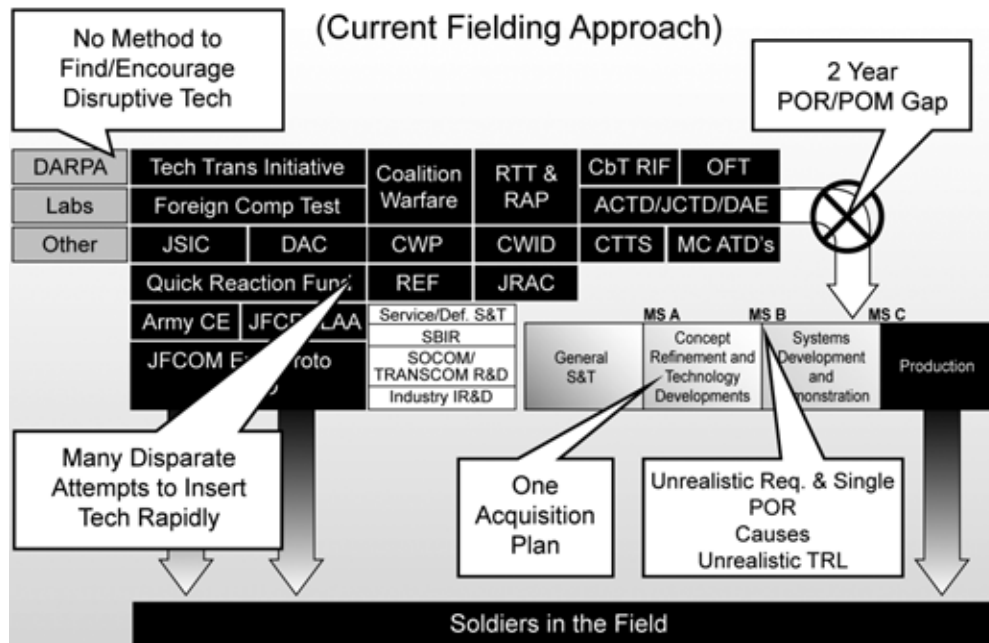 (Current Fielding Approach)
No Method to
Find/Encourage
Disruptive Tech
2 Year
POR/POM Gap
DARPA
Tech Trans Initiative
Coalition
Warfare
RTT &
RAP
CbT RIF
OFT
Labs
Foreign Comp Test
ACTD/JCTD/DAE
Other
JSIC
DAC
CWP
CWID
CTTS
MC ATD's
Quick Reaction Fund
REF
JRAC
Army CE
Service/Def. S&T
SBIR
SOCOM/
TRANSCOM R&D
Industry IR&D
JFCOM
MS A
MS B
MS C
General
S&T
Concept
Refinement and
Technology
Developments
Systems
Development
and
Production
Many Disparate
Attempts to Insert
Tech Rapidly
One
Acquisition
Plan
Unrealistic Req. & Single
POR
Causes
Unrealistic TRL
Soldiers in the Field